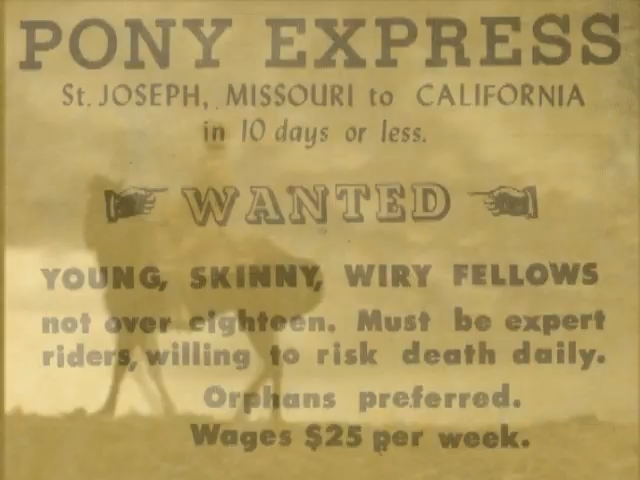 PONY EXPRESS
St. JOSEPH, MISSOURI to CALIFORNIA
in 10 days or less.
WANTED
YOUNG, SKINNY, WIRY FELLOWS
not over eighteen. Must be expert
riders, willing to risk death daily.
Orphans preferred.
Wages $25 per week.